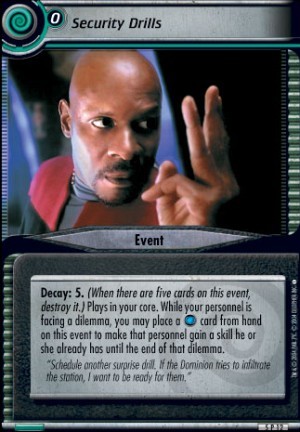 0 Security Drills
Event
Decay: 5. (When there are five cards on this event,
destroy it.) Plays in your core. While your personnel is
facing a dilemma, you may place a card from hand
on this event to make that personnel gain a skill he or
she already has until the end of that dilemma.
"Schedule another surprise drill. If the Dominion tries to infiltrate
the station, I want to be ready for them."